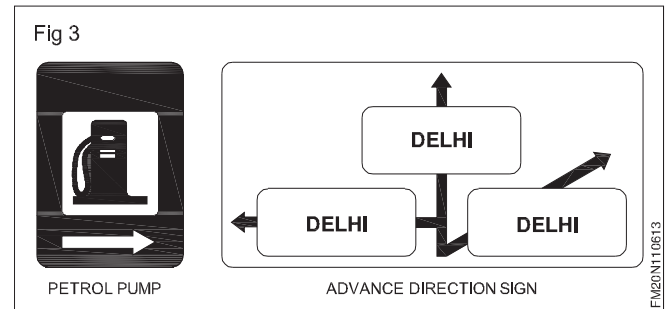 Fig 3
DELHI
DELHI
DELHI
PETROL PUMP
ADVANCE DIRECTION SIGN
FM20N110613